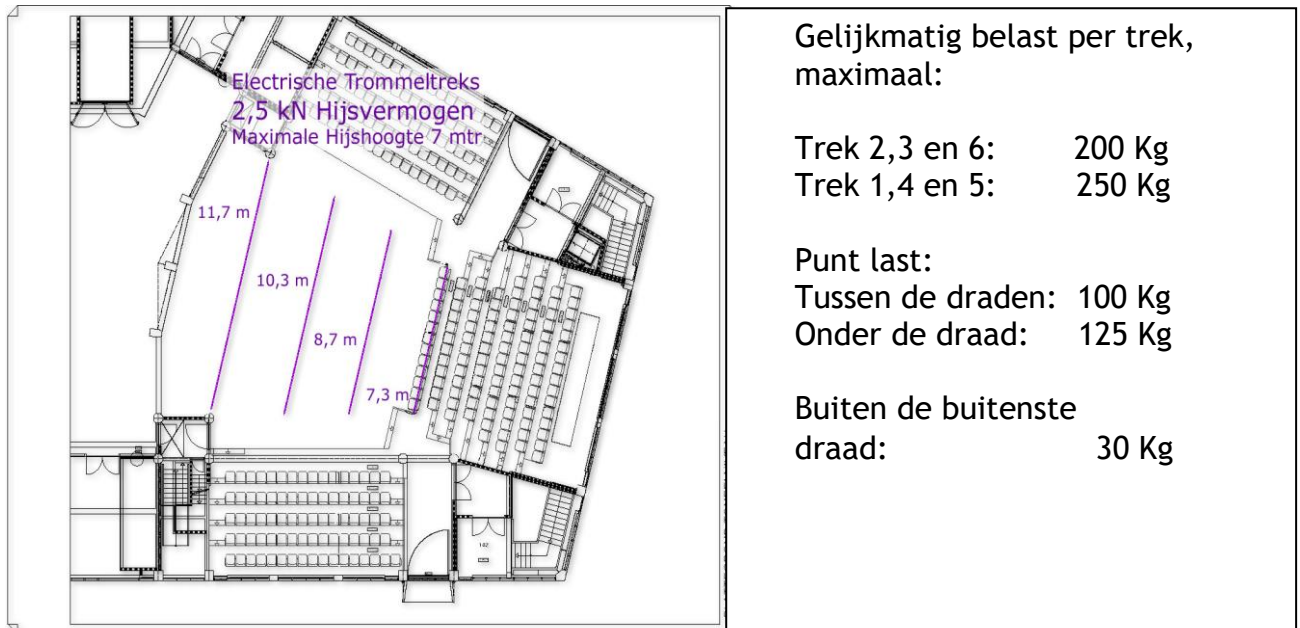 Electrische Trommeltreks
2,5 kN Hijsvermogen
Maximale Hijshoogte 7 mtr
11,7 m
10,3 m
8,7 m
7,3 m
Gelijkmatig belast per trek,
maximaal:
Trek 2,3 en 6: 200 Kg
Trek 1,4 en 5: 250 Kg
Punt last:
Tussen de draden: 100 Kg
Onder de draad: 125 Kg
Buiten de buitenste
draad: 30 Kg